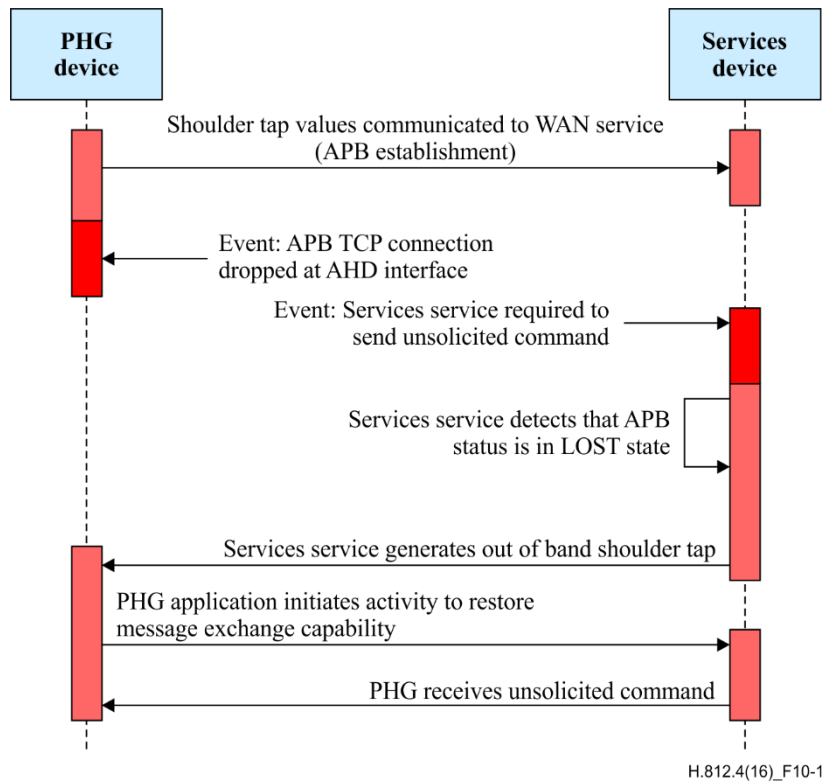 PHG
device
Services
device
Shoulder tap values communicated to WAN service
(APB establishment)
Event: APB TCP connection
dropped at AHD interface
Event: Services service required to
send unsolicited command
Services service detects that APB
status is in LOST state
Services service generates out of band shoulder tap
PHG application initiates activity to restore
message exchange capability
PHG receives unsolicited command
H.812.4(16)_F10-1